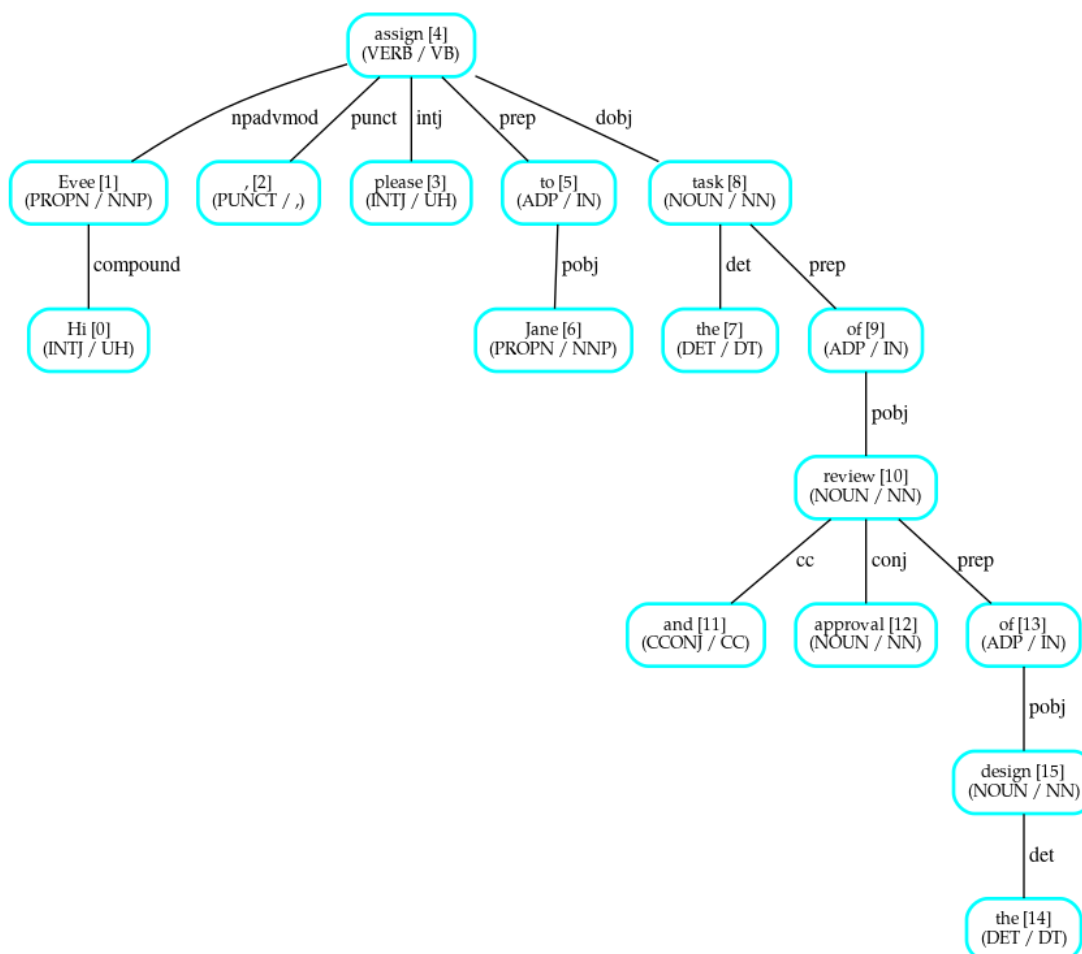 assign [4]
(VERB / VB)
npadvmod
punct
intj
prep
dobj
Evee [1]
(PROPN / NNP)
, [2]
(PUNCT / ,)
please [3]
(INTJ / UH)
to [5]
(ADP / IN)
task [8]
(NOUN / NN)
compound
pobj
det
prep
Hi [0]
(INTJ / UH)
Jane [6]
(PROPN / NNP)
the [7]
(DET / DT)
of [9]
(ADP / IN)
pobj
review [10]
(NOUN / NN)
cc
conj
prep
and [11]
(CCONJ / CC)
approval [12]
(NOUN / NN)
of [13]
(ADP / IN)
pobj
design [15]
(NOUN / NN)
det
the [14]
(DET / DT)